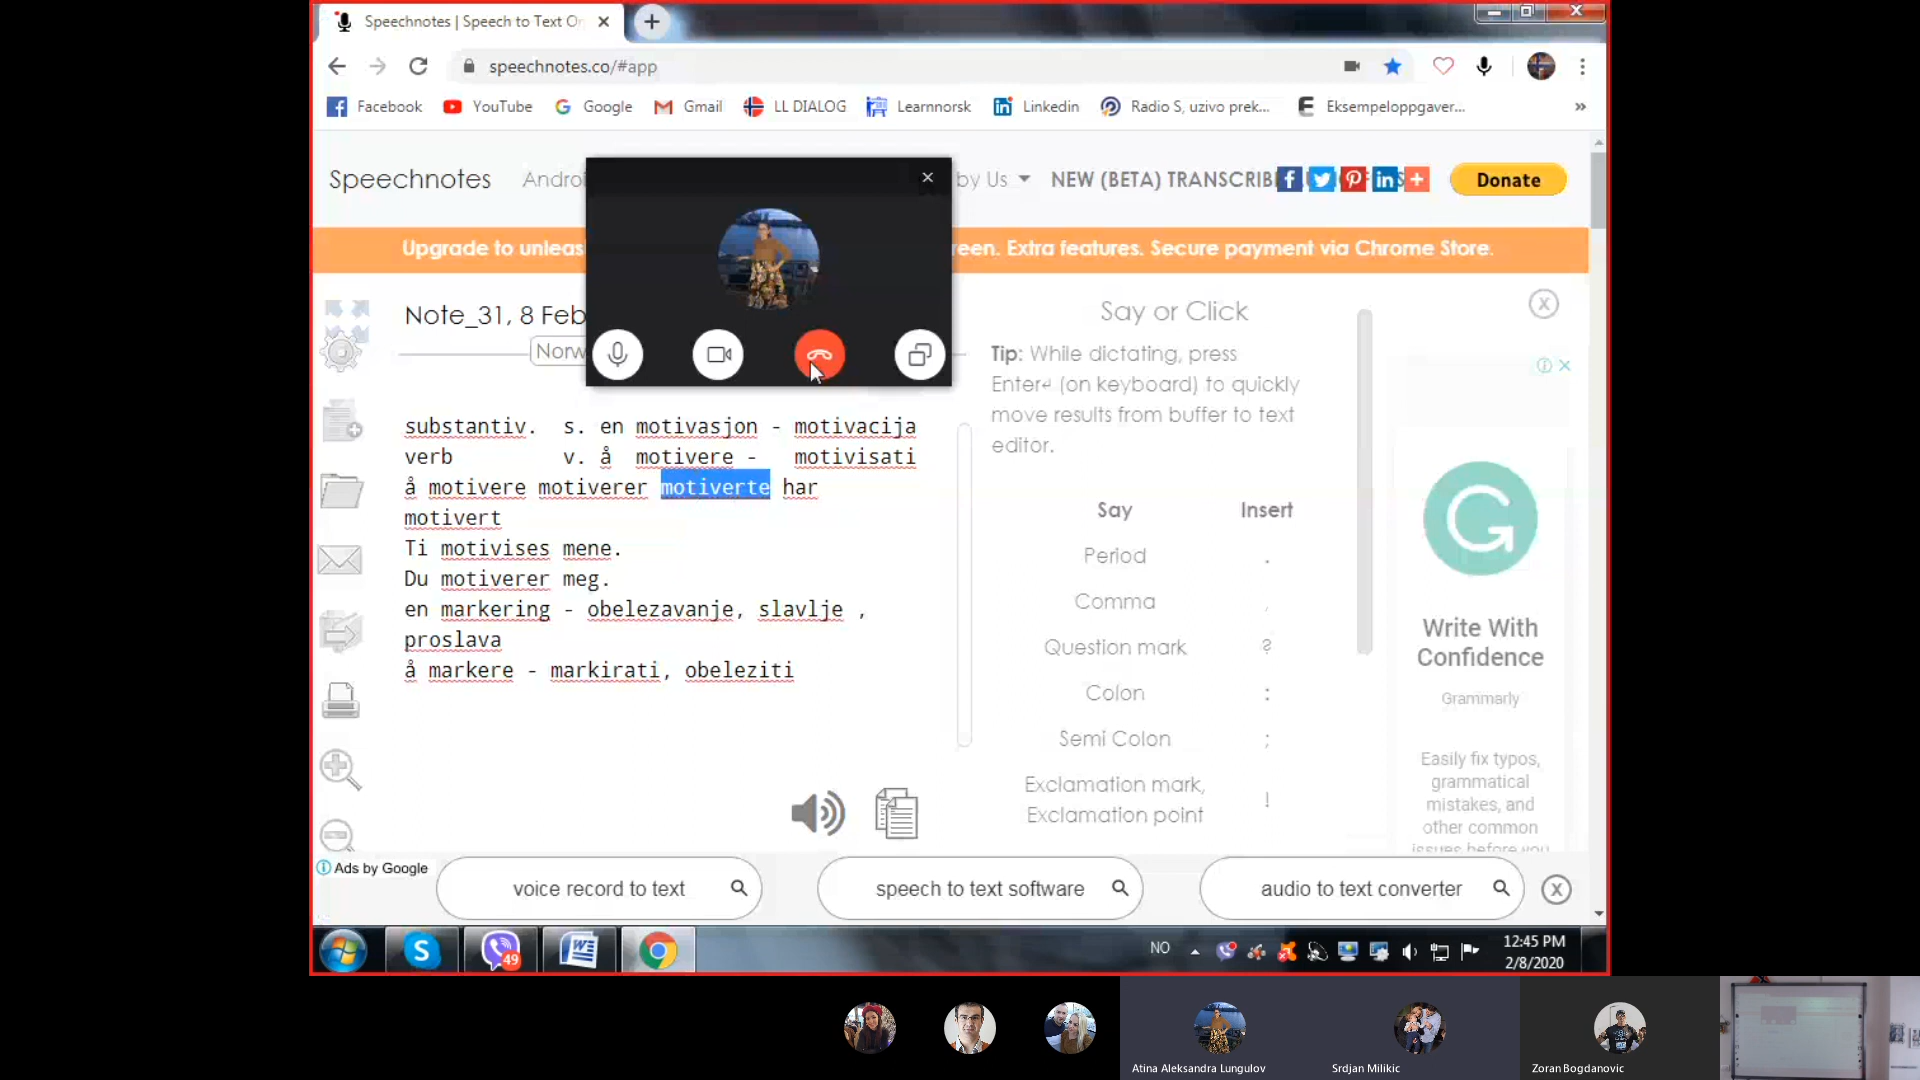 Speechnotes | Speech to Text On
speechnotes.co/#app
Facebook YouTube Google Gmail LL DIALOG Learnnorsk Linkedin Radio S, uzivo prek... Eksempeloppgaver...
Speechnotes
by Us NEW (BETA) TRANSCRIBE
Donate
Upgrade to unleas
reen. Extra features. Secure payment via Chrome Store.
Note_31, 8 Feb
Norw
substantiv. s. en motivasjon - motivacija
verb v. å motivere - motivisati
å motivere motiverer motiverte har
motivert
Ti motivises mene.
Du motiverer meg.
en markering - obelezavanje, slavlje ,
proslava
å markere - markirati, obeleziti
Say or Click
Tip: While dictating, press
Enter↵ (on keyboard) to quickly
move results from buffer to text
editor.
Say Insert
Period .
Comma ,
Question mark ?
Colon :
Semi Colon ;
Exclamation mark,
Exclamation point !
Write With
Confidence
Grammarly
Easily fix typos,
grammatical
mistakes, and
other common
issues before you
Ads by Google
voice record to text
speech to text software
audio to text converter
49
NO
12:45 PM
2/8/2020
Atina Aleksandra Lungulov
Srdjan Milikic
Zoran Bogdanovic